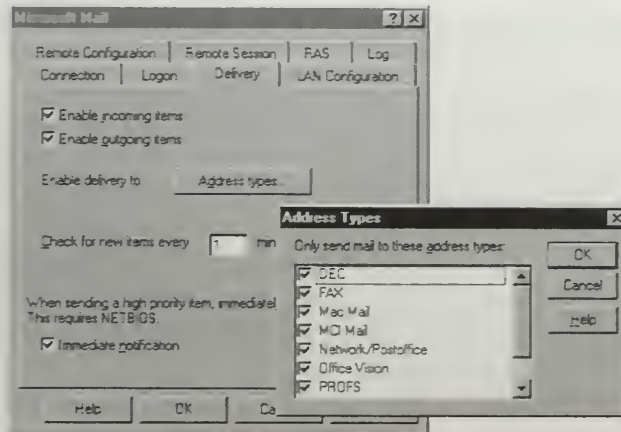 Microsoft Mail
Remote Configuration Remote Session RAS Log
Connection Logon Delivery LAN Configuration
Enable incoming items
Enable outgoing items
Enable delivery to Address types...
Check for new items every 1 min
When sending a high priority item, immediatel
This requires NETBIOS.
Immediate notification
Help OK Ca
Address Types
Only send mail to these address types:
DEC
FAX
Mac Mail
MCI Mail
Network/Postoffice
Office Vision
PROFS
OK
Cancel
Help